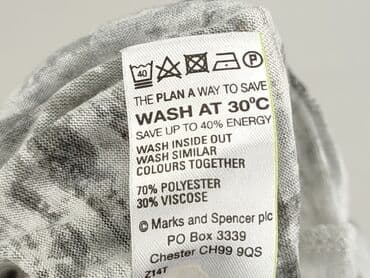 40 P
THE PLAN A WAY TO SAVE
WASH AT 30°C
SAVE UP TO 40% ENERGY
WASH INSIDE OUT
WASH SIMILAR
COLOURS TOGETHER
70% POLYESTER
30% VISCOSE
© Marks and Spencer plc
PO Box 3339
Chester CH99 9QS
Z14T